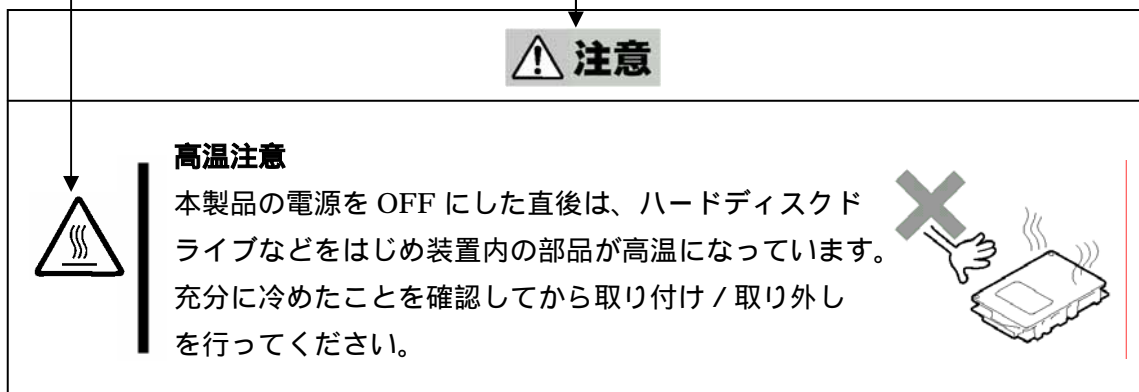 注意
高温注意
本製品の電源を OFF にした直後は、ハードディスクド
ライブなどをはじめ装置内の部品が高温になっています。
充分に冷めたことを確認してから取り付け / 取り外し
を行ってください。